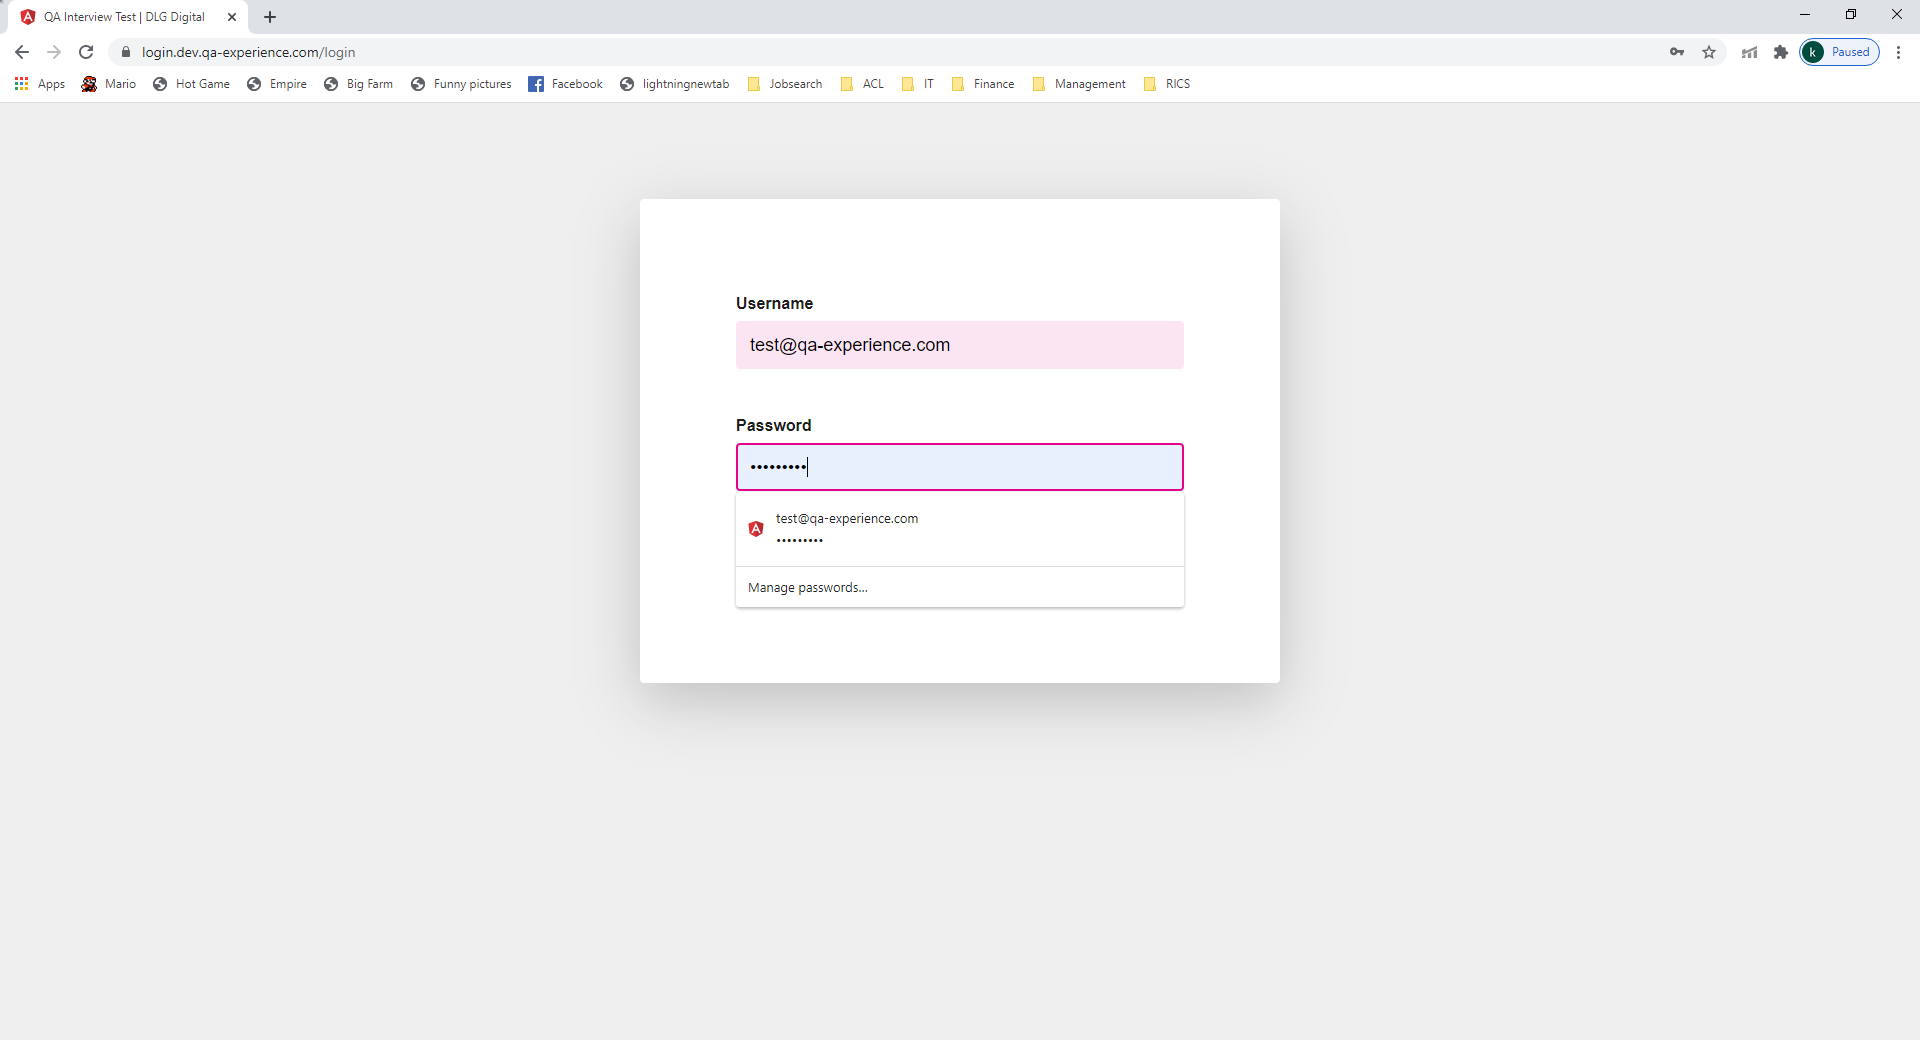 QA Interview Test | DLG Digital
login.dev.qa-experience.com/login
k Paused
Apps Mario Hot Game Empire Big Farm Funny pictures Facebook lightningnewtab Jobsearch ACL IT Finance Management RICS
Username
test@qa-experience.com
Password
•••••••••
test@qa-experience.com
•••••••••
Manage passwords...